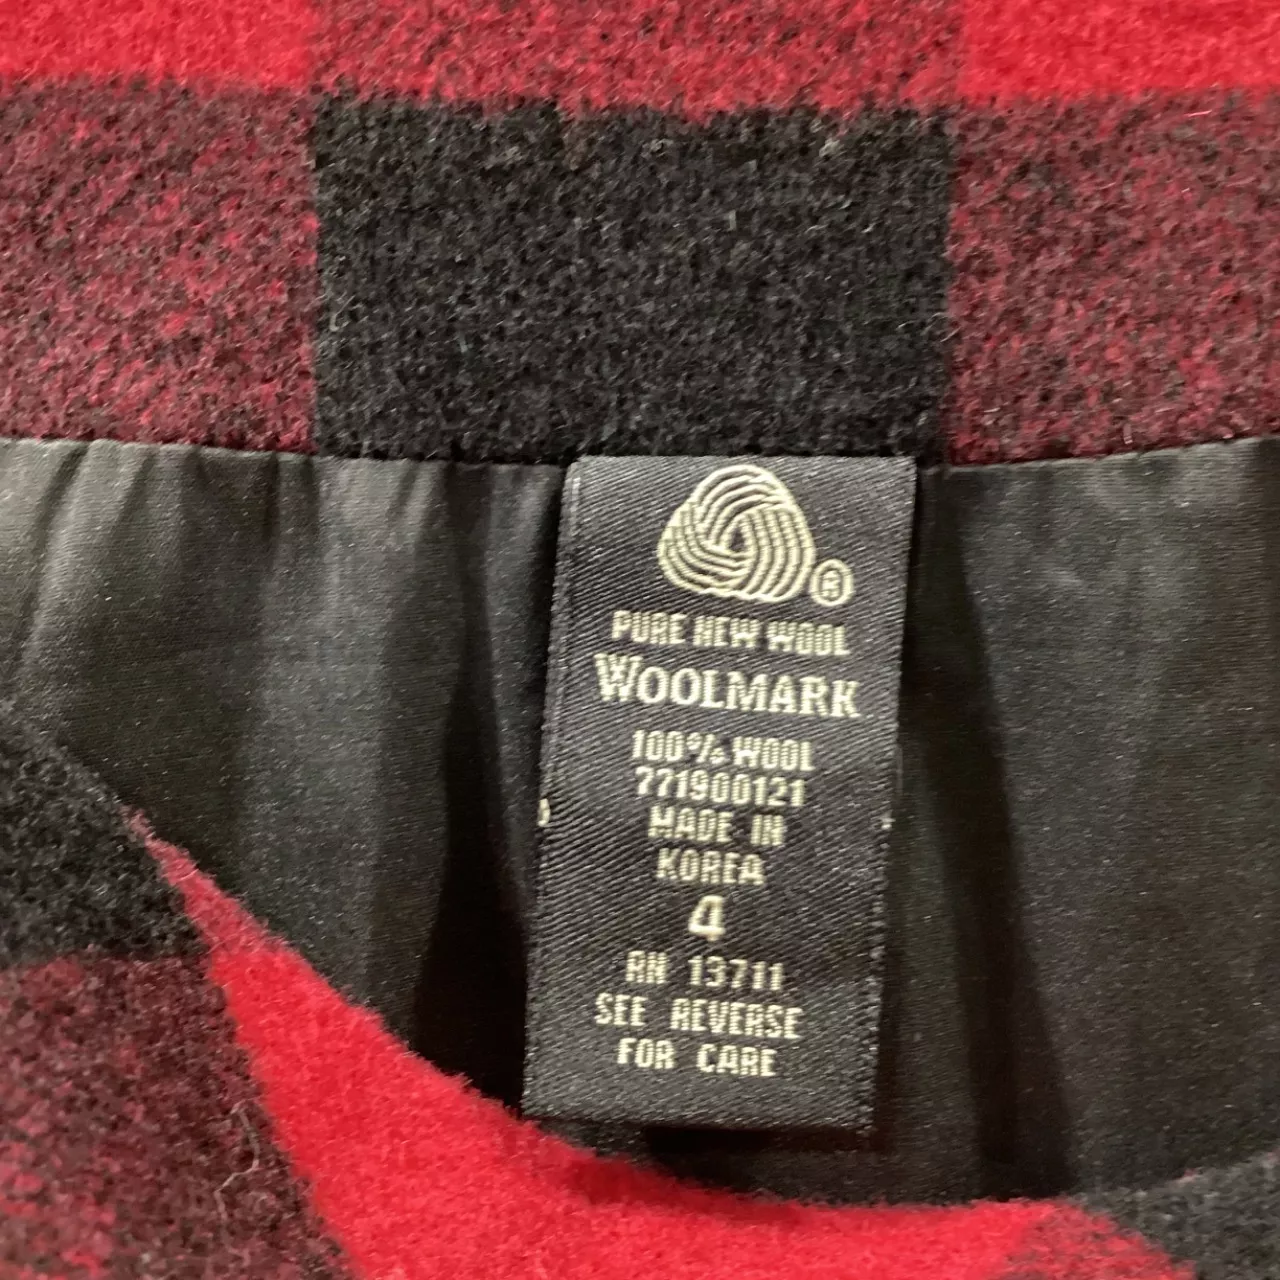 ®
PURE NEW WOOL
WOOLMARK
100% WOOL
771900121
MADE IN
KOREA
4
RN 13711
SEE REVERSE
FOR CARE